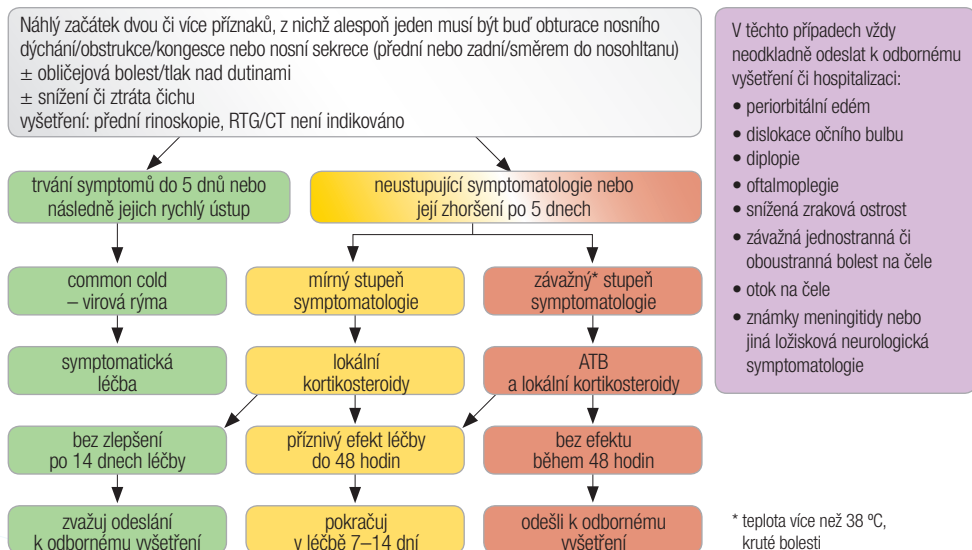 Náhlý začátek dvou či více příznaků, z nichž alespoň jeden musí být buď obturace nosního
dýchání/obstrukce/kongesce nebo nosní sekrece (přední nebo zadní/směrem do nosohltanu)
± obličejová bolest/tlak nad dutinami
± snížení či ztráta čichu
vyšetření: přední rinoskopie, RTG/CT není indikováno
trvání symptomů do 5 dnů nebo
následně jejich rychlý ústup
neustupující symptomatologie nebo
její zhoršení po 5 dnech
common cold
– virová rýma
mírný stupeň
symptomatologie
závažný* stupeň
symptomatologie
symptomatická
léčba
lokální
kortikosteroidy
ATB
a lokální kortikosteroidy
bez zlepšení
po 14 dnech léčby
příznivý efekt léčby
do 48 hodin
bez efektu
během 48 hodin
zvažuj odeslání
k odbornému vyšetření
pokračuj
v léčbě 7–14 dní
odešli k odbornému
vyšetření
V těchto případech vždy
neodkladně odeslat k odbornému
vyšetření či hospitalizaci:
• periorbitální edém
• dislokace očního bulbu
• diplopie
• oftalmoplegie
• snížená zraková ostrost
• závažná jednostranná či
oboustranná bolest na čele
• otok na čele
• známky meningitidy nebo
jiná ložisková neurologická
symptomatologie
* teplota více než 38 ºC,
kruté bolesti